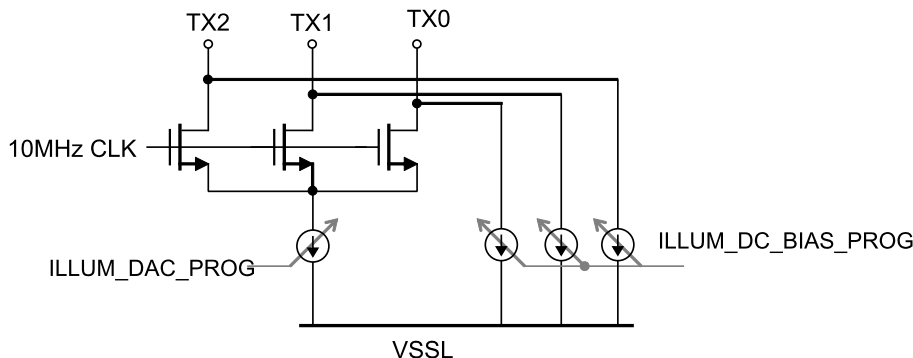 TX2
TX1
TX0
10MHz CLK
ILLUM_DAC_PROG
ILLUM_DC_BIAS_PROG
VSSL